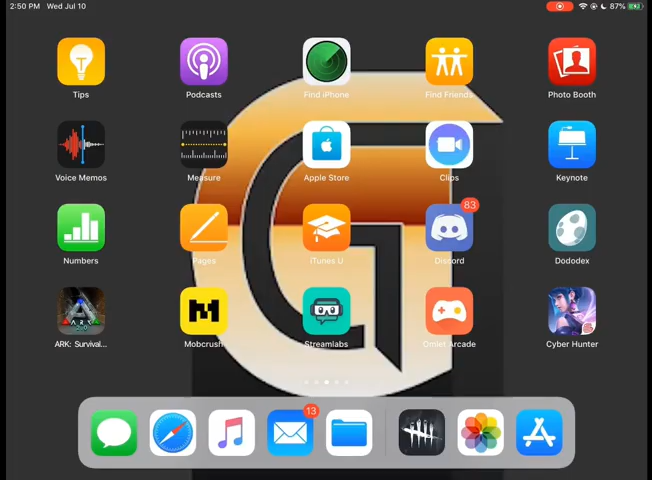 2:50 PM Wed Jul 10 87%
Tips Podcasts Find iPhone Find Friends Photo Booth
Voice Memos Measure Apple Store Clips Keynote
83
Numbers Pages iTunes U Discord Dododex
ARK: Survival... Mobcrush Streamlabs Omlet Arcade Cyber Hunter
13